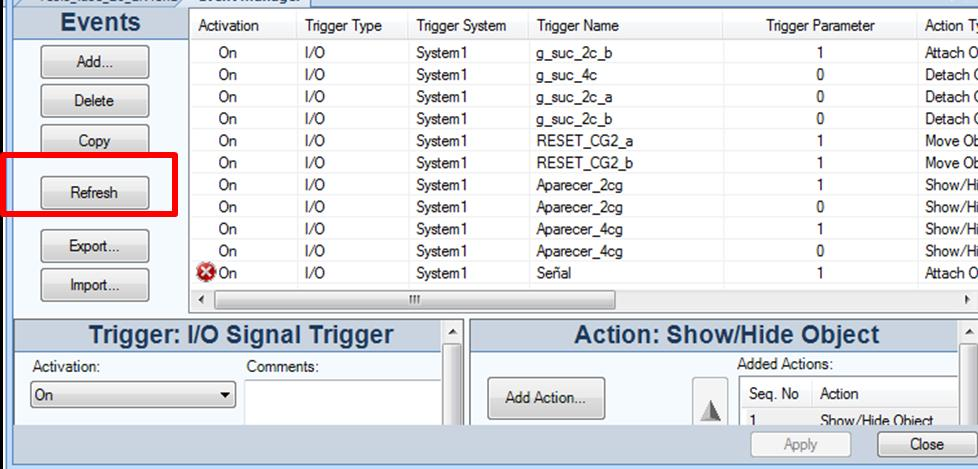 Event Manager
Events
Add...
Delete
Copy
Refresh
Export...
Import...
Activation Trigger Type Trigger System Trigger Name Trigger Parameter Action Ty
On I/O System1 g_suc_2c_b 1 Attach O
On I/O System1 g_suc_4c 0 Detach O
On I/O System1 g_suc_2c_a 0 Detach O
On I/O System1 g_suc_2c_b 0 Detach O
On I/O System1 RESET_CG2_a 1 Move Ob
On I/O System1 RESET_CG2_b 1 Move Ob
On I/O System1 Aparecer_2cg 1 Show/Hi
On I/O System1 Aparecer_2cg 0 Show/Hi
On I/O System1 Aparecer_4cg 1 Show/Hi
On I/O System1 Aparecer_4cg 0 Show/Hi
On I/O System1 Señal 1 Attach O
Trigger: I/O Signal Trigger
Activation: Comments:
On
Action: Show/Hide Object
Added Actions:
Add Action...
Seq. No Action
1 Show/Hide Object
Apply Close